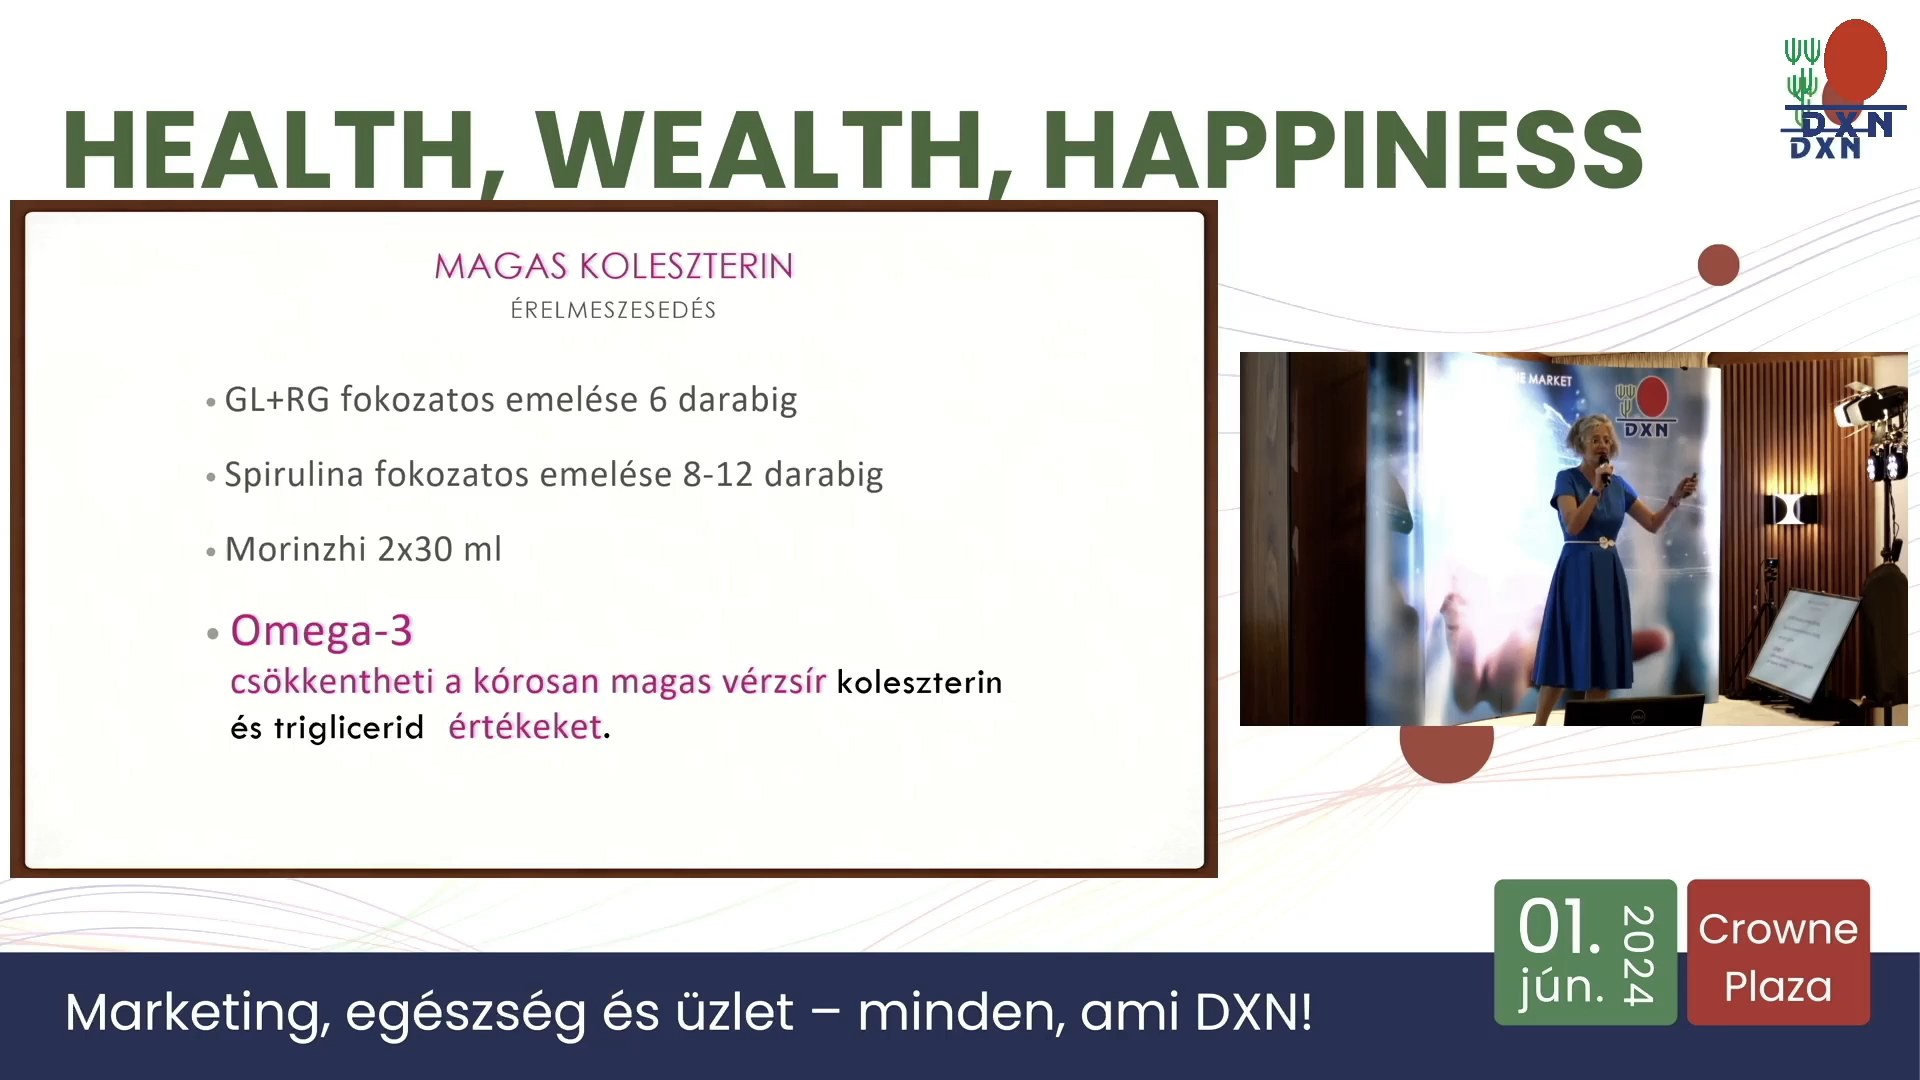 HEALTH, WEALTH, HAPPINESS
DXN
DXN
MAGAS KOLESZTERIN
ÉRELMESZESEDÉS
• GL+RG fokozatos emelése 6 darabig
• Spirulina fokozatos emelése 8-12 darabig
• Morinzhi 2x30 ml
• Omega-3
csökkentheti a kórosan magas vérzsír koleszterin
és triglicerid értékeket.
MARKET
DXN
01.
jún.
2024
Crowne
Plaza
Marketing, egészség és üzlet – minden, ami DXN!